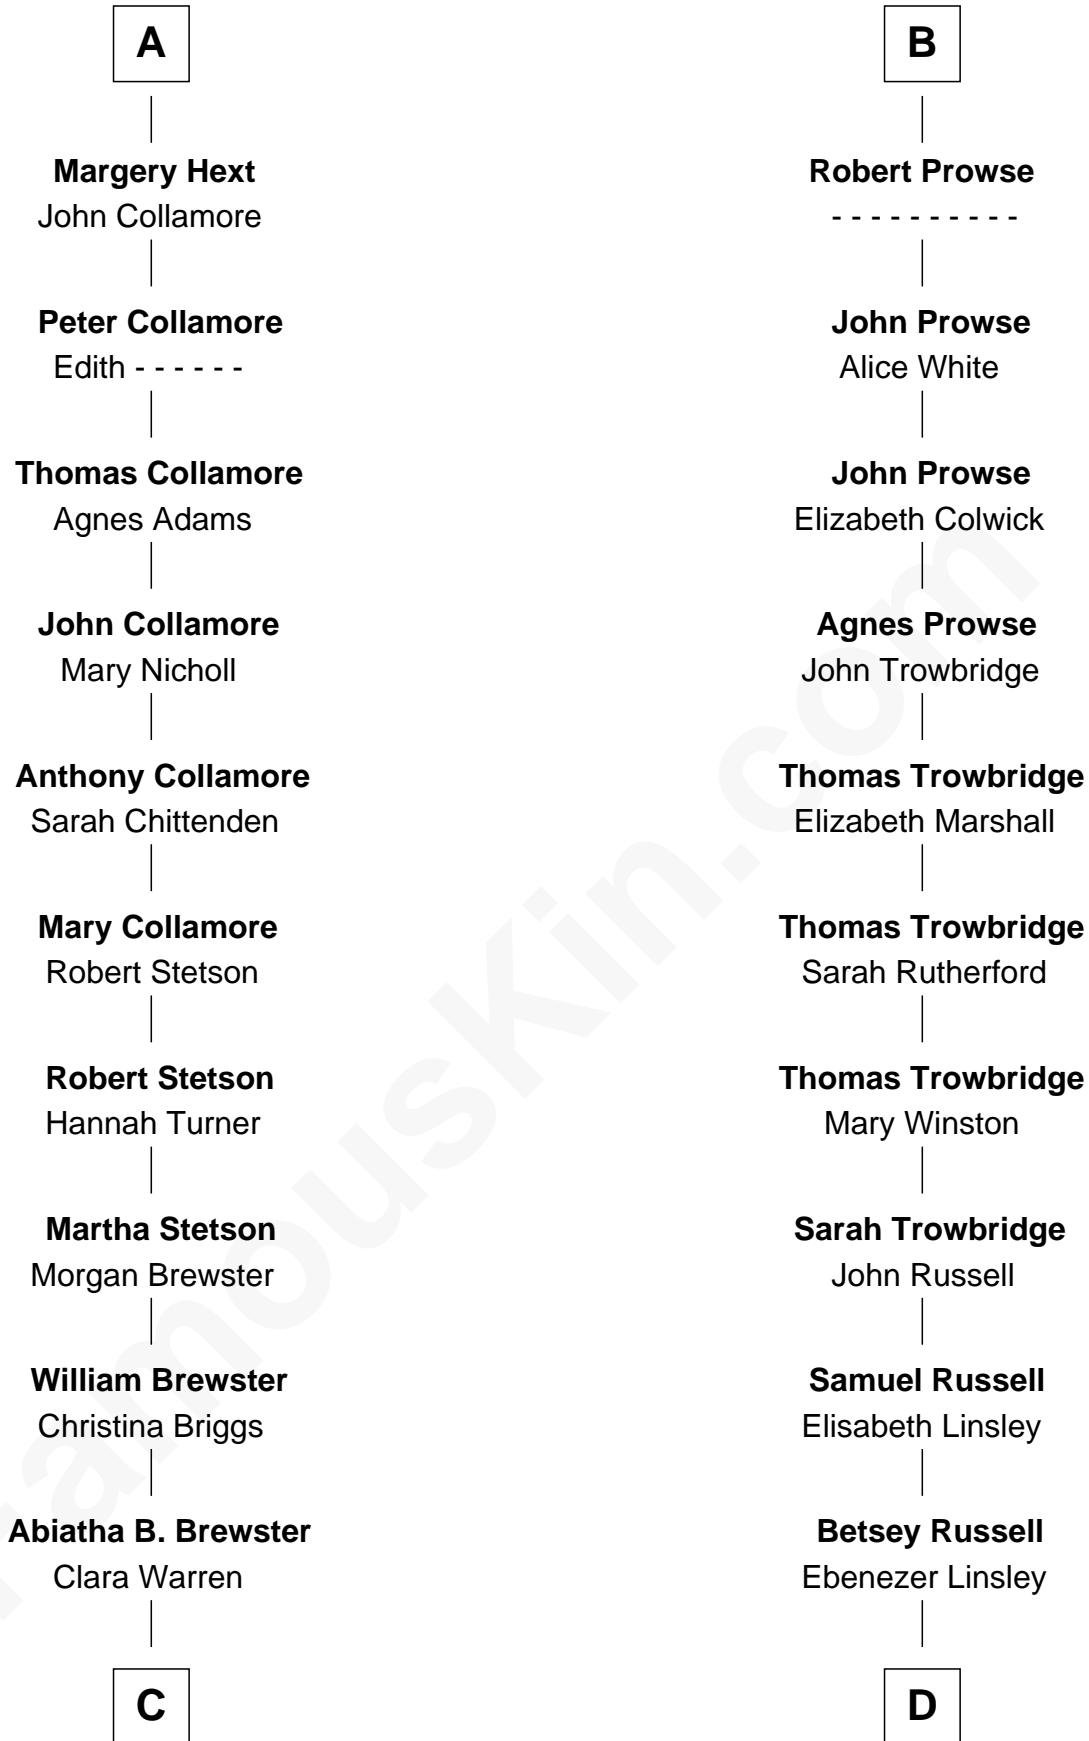 A
Margery Hext
John Collamore
Peter Collamore
Edith - - - - - -
Thomas Collamore
Agnes Adams
John Collamore
Mary Nicholl
Anthony Collamore
Sarah Chittenden
Mary Collamore
Robert Stetson
Robert Stetson
Hannah Turner
Martha Stetson
Morgan Brewster
William Brewster
Christina Briggs
Abiatha B. Brewster
Clara Warren
C
B
Robert Prowse
- - - - - - - - - -
John Prowse
Alice White
John Prowse
Elizabeth Colwick
Agnes Prowse
John Trowbridge
Thomas Trowbridge
Elizabeth Marshall
Thomas Trowbridge
Sarah Rutherford
Thomas Trowbridge
Mary Winston
Sarah Trowbridge
John Russell
Samuel Russell
Elisabeth Linsley
Betsey Russell
Ebenezer Linsley
D
FamousKin.com